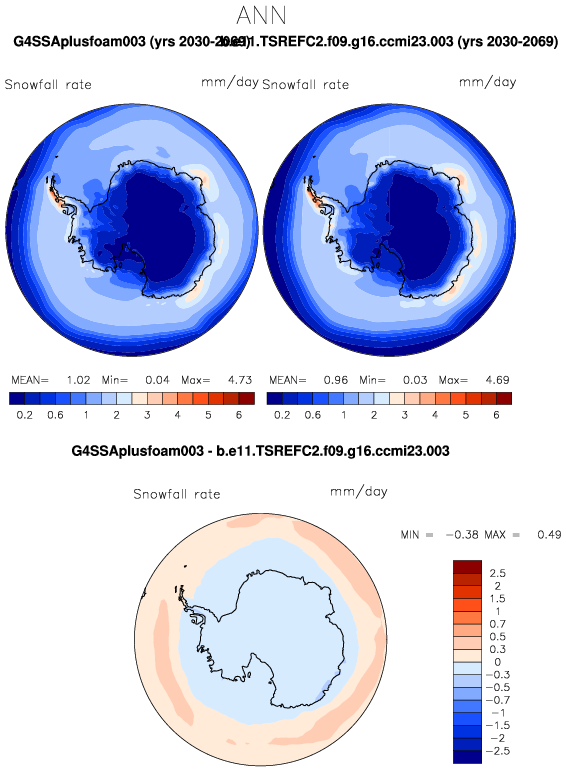 ANN
G4SSAplusfoam003 (yrs 2030-2069) b.e11.TSREFC2.f09.g16.ccmi23.003 (yrs 2030-2069)
Snowfall rate mm/day Snowfall rate mm/day
MEAN= 1.02 Min= 0.04 Max= 4.73 MEAN= 0.96 Min= 0.03 Max= 4.69
0.2 0.6 1 2 3 4 5 6 0.2 0.6 1 2 3 4 5 6
G4SSAplusfoam003 - b.e11.TSREFC2.f09.g16.ccmi23.003
Snowfall rate mm/day
MIN = -0.38 MAX = 0.49
2.5
2
1.5
1
0.7
0.5
0.3
0
-0.3
-0.5
-0.7
-1
-1.5
-2
-2.5